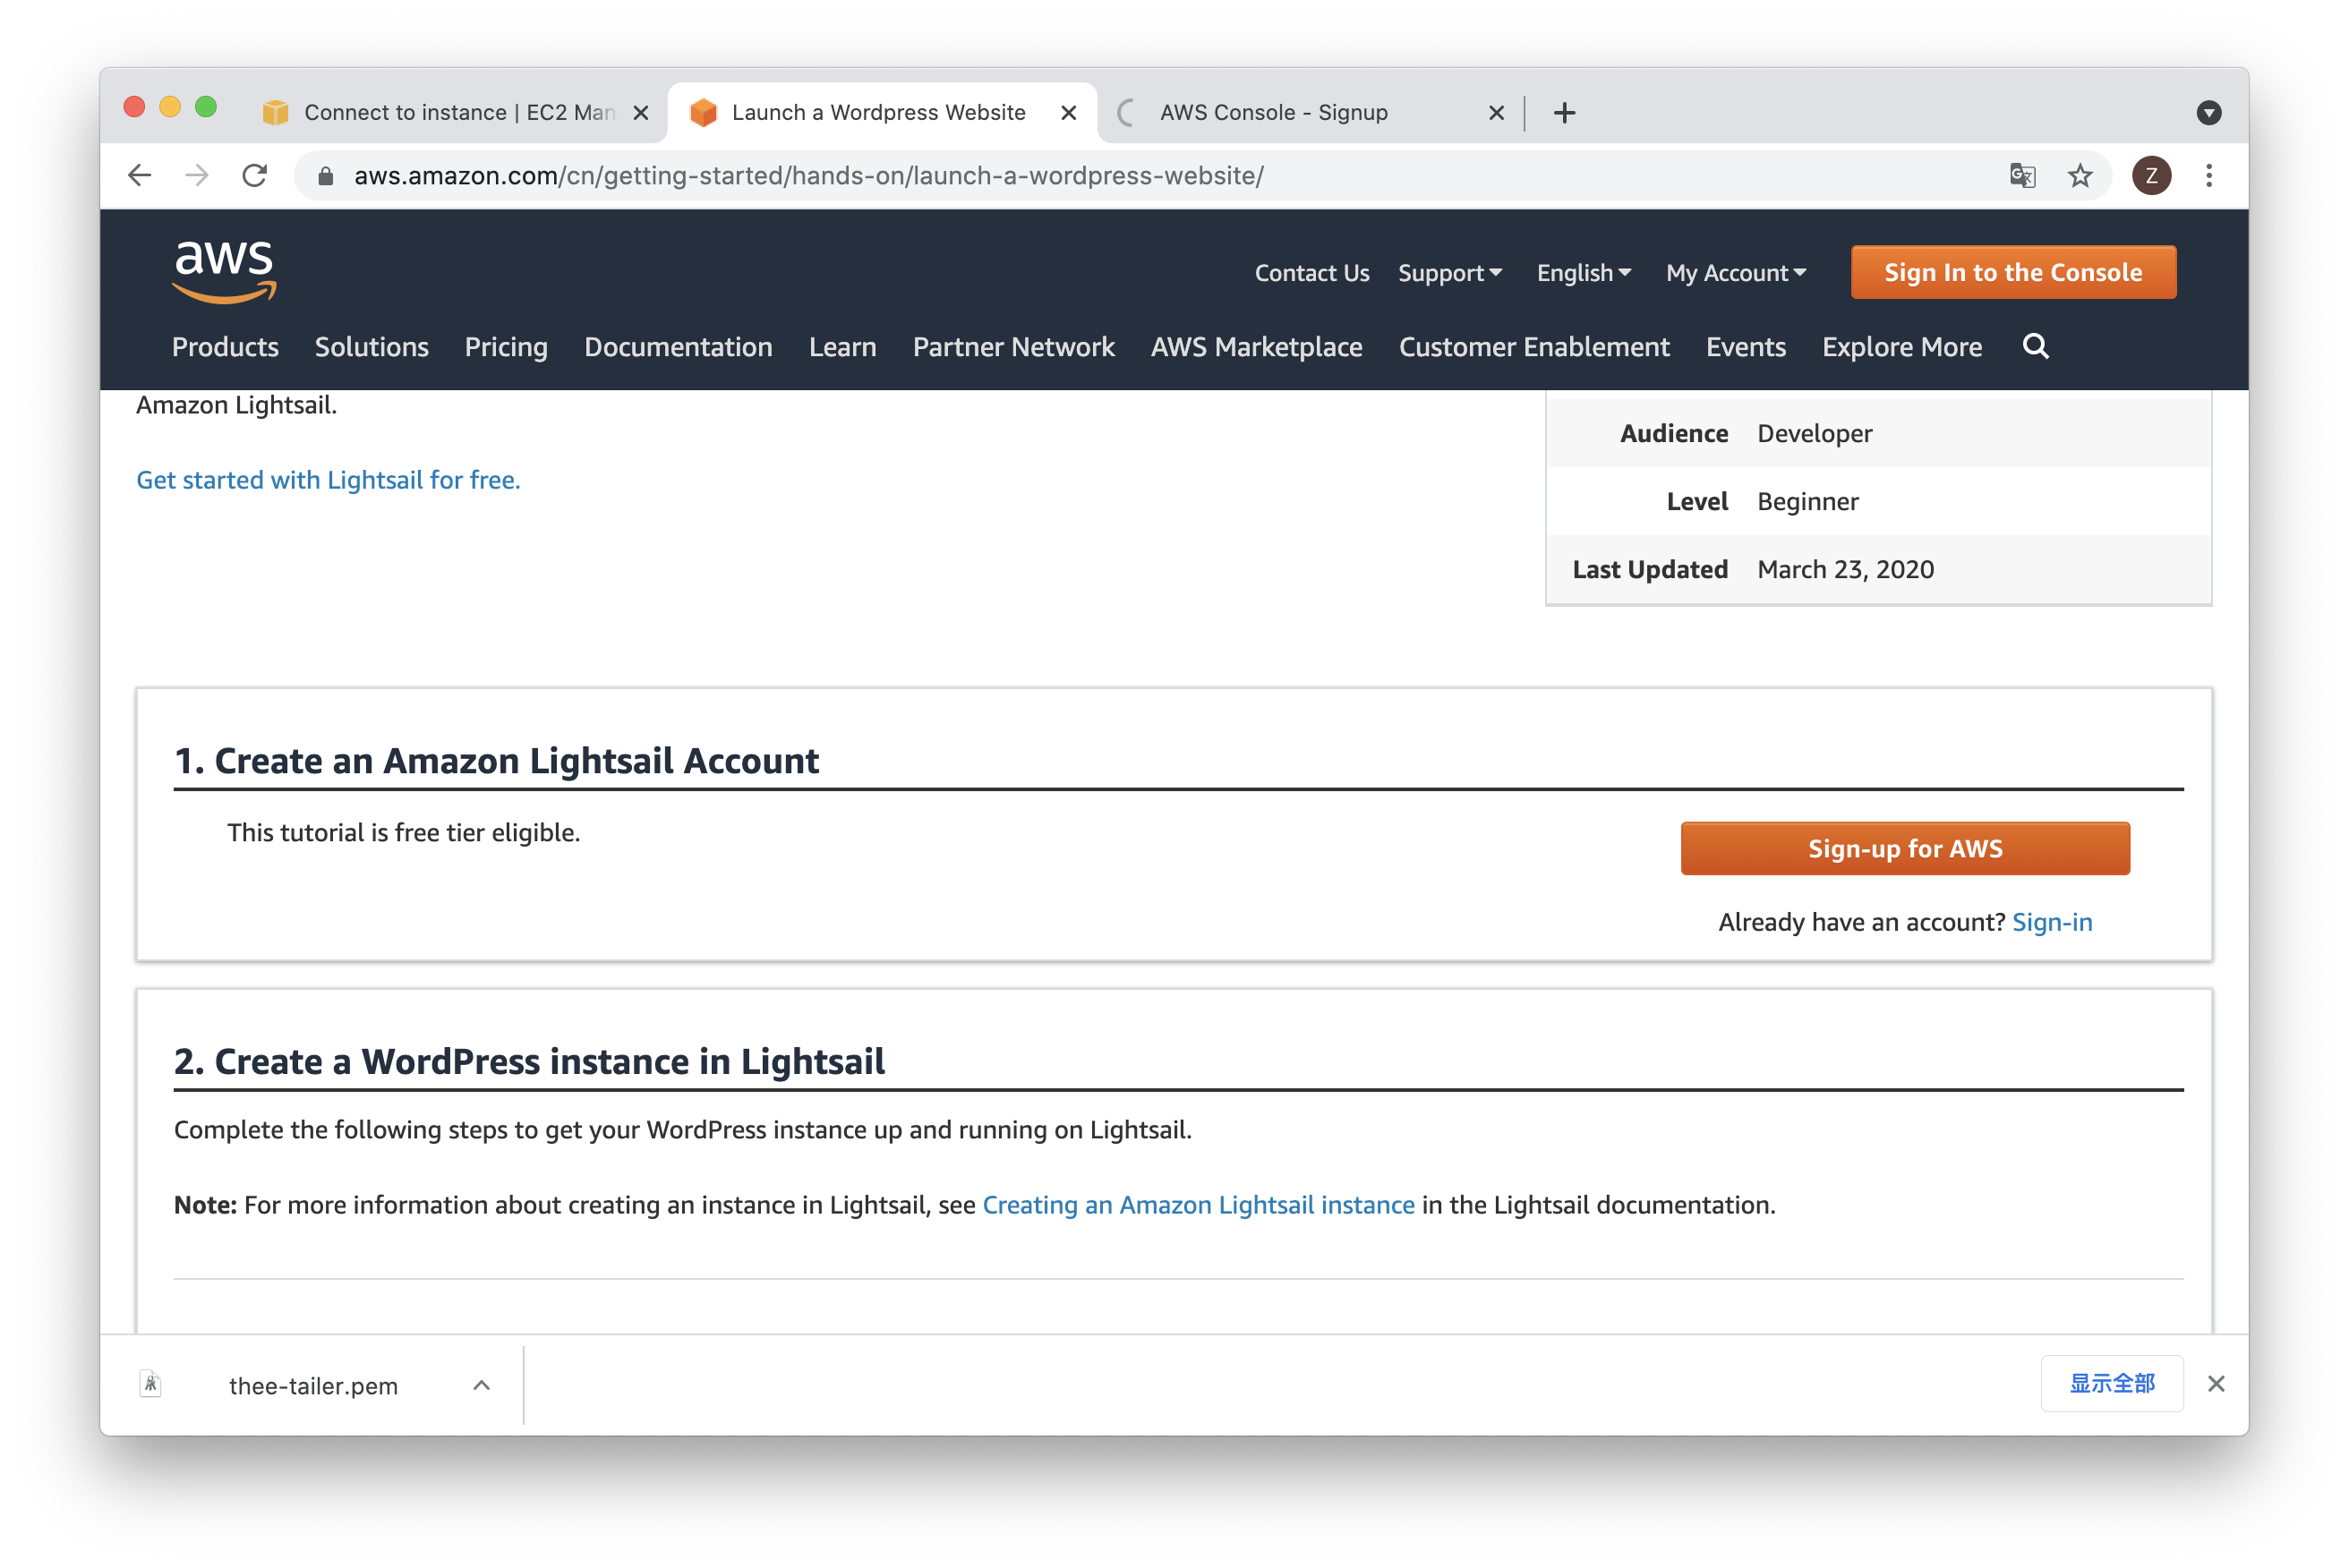 Connect to instance | EC2 Man
Launch a Wordpress Website
AWS Console - Signup
aws.amazon.com/cn/getting-started/hands-on/launch-a-wordpress-website/
Z
aws
Contact Us
Support
English
My Account
Sign In to the Console
Products
Solutions
Pricing
Documentation
Learn
Partner Network
AWS Marketplace
Customer Enablement
Events
Explore More
Amazon Lightsail.
Get started with Lightsail for free.
Audience Developer
Level Beginner
Last Updated March 23, 2020
1. Create an Amazon Lightsail Account
This tutorial is free tier eligible.
Sign-up for AWS
Already have an account? Sign-in
2. Create a WordPress instance in Lightsail
Complete the following steps to get your WordPress instance up and running on Lightsail.
Note: For more information about creating an instance in Lightsail, see Creating an Amazon Lightsail instance in the Lightsail documentation.
thee-tailer.pem
显示全部